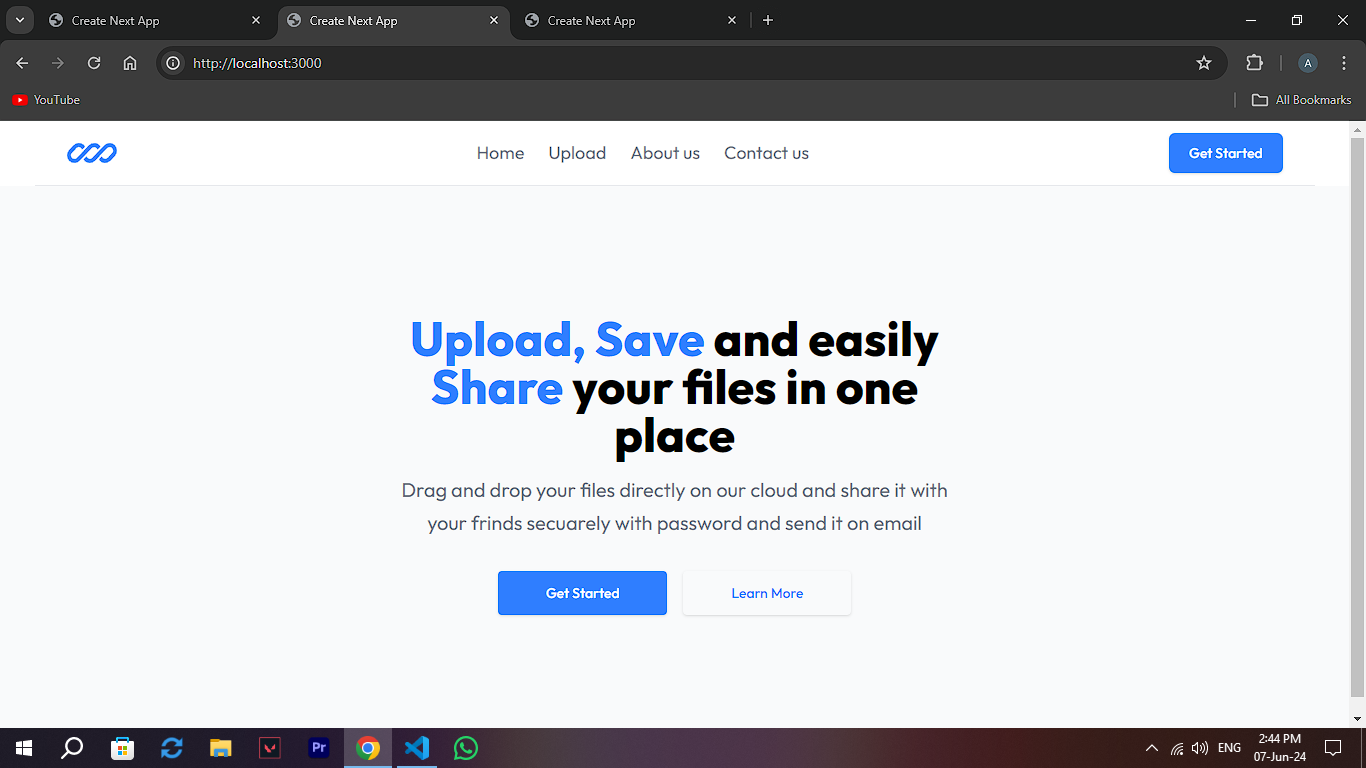 Create Next App
Create Next App
Create Next App
http://localhost:3000
A
YouTube
All Bookmarks
Home Upload About us Contact us
Get Started
Upload, Save and easily
Share your files in one
place
Drag and drop your files directly on our cloud and share it with
your frinds secuarely with password and send it on email
Get Started
Learn More
Pr
ENG
2:44 PM
07-Jun-24